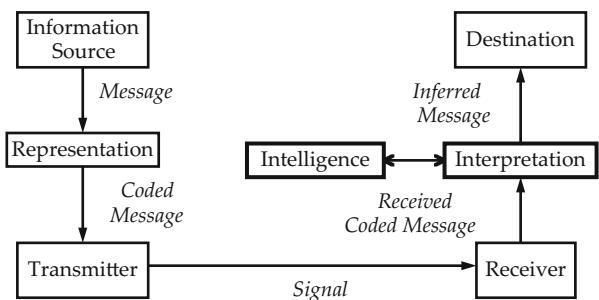 Information
Source
Destination
Message
Inferred
Message
Representation
Intelligence
Interpretation
Coded
Message
Received
Coded Message
Transmitter
Receiver
Signal